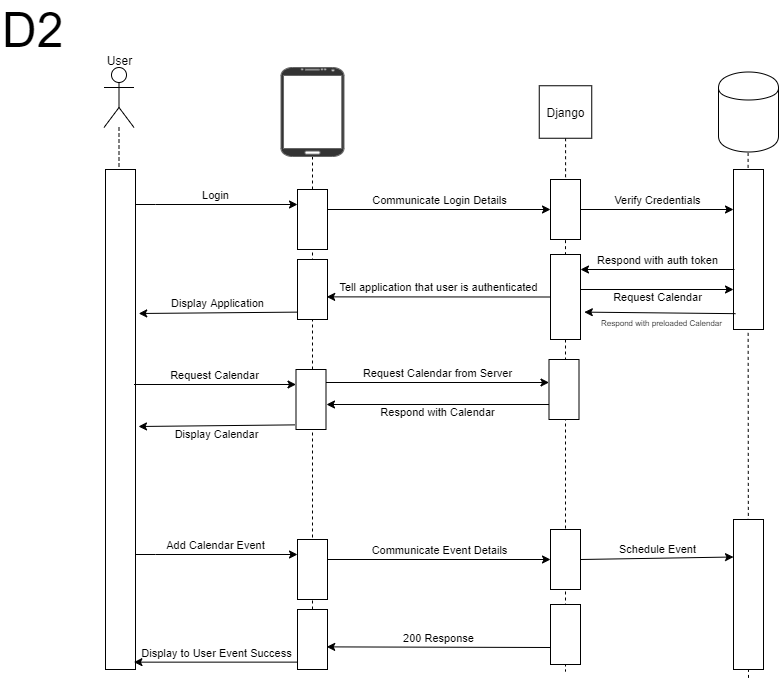 D2
User
Django
Login
Communicate Login Details
Verify Credentials
Respond with auth token
Tell application that user is authenticated
Request Calendar
Display Application
Respond with preloaded Calendar
Request Calendar
Request Calendar from Server
Respond with Calendar
Display Calendar
Add Calendar Event
Communicate Event Details
Schedule Event
200 Response
Display to User Event Success